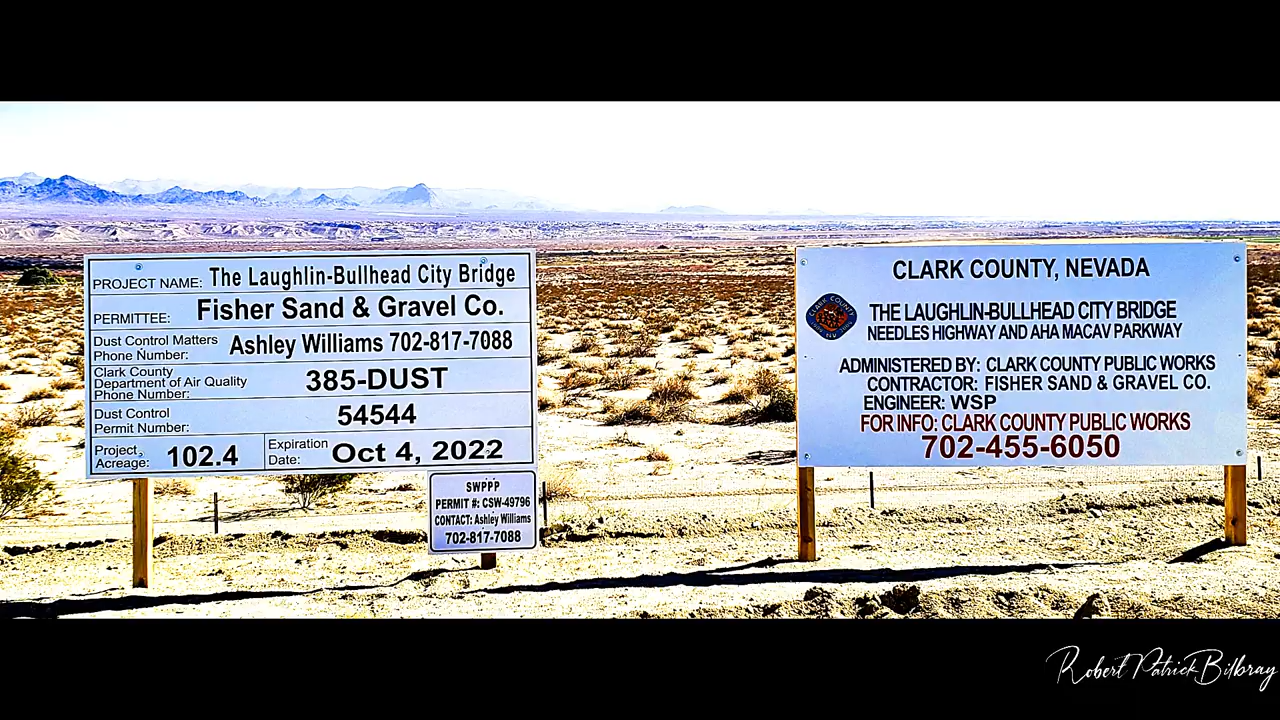 PROJECT NAME: The Laughlin-Bullhead City Bridge
PERMITTEE: Fisher Sand & Gravel Co.
Dust Control Matters
Phone Number: Ashley Williams 702-817-7088
Clark County
Department of Air Quality
Phone Number: 385-DUST
Dust Control
Permit Number: 54544
Project
Acreage: 102.4
Expiration
Date: Oct 4, 2022
SWPPP
PERMIT #: CSW-49796
CONTACT: Ashley Williams
702-817-7088
CLARK COUNTY, NEVADA
CLARK COUNTY
THE LAUGHLIN-BULLHEAD CITY BRIDGE
NEEDLES HIGHWAY AND AHA MACAV PARKWAY
ADMINISTERED BY: CLARK COUNTY PUBLIC WORKS
CONTRACTOR: FISHER SAND & GRAVEL CO.
ENGINEER: WSP
FOR INFO: CLARK COUNTY PUBLIC WORKS
702-455-6050
Robert Patrick Bilbray